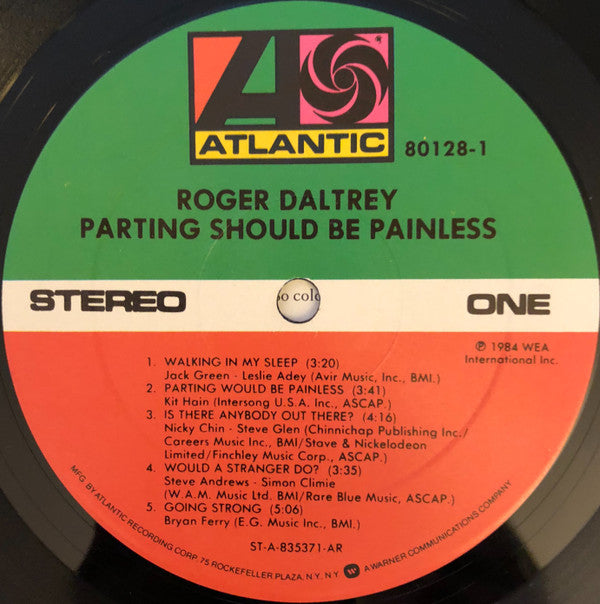 ATLANTIC
80128-1
ROGER DALTREY
PARTING SHOULD BE PAINLESS
STEREO
ONE
℗ 1984 WEA
International Inc.
1. WALKING IN MY SLEEP (3:20)
Jack Green - Leslie Adey (Avir Music, Inc., BMI.)
2. PARTING WOULD BE PAINLESS (3:41)
Kit Hain (Intersong U.S.A. Inc., ASCAP.)
3. IS THERE ANYBODY OUT THERE? (4:16)
Nicky Chin - Steve Glen (Chinnichap Publishing Inc./
Careers Music Inc., BMI/Stave & Nickelodeon
Limited/Finchley Music Corp., ASCAP.)
4. WOULD A STRANGER DO? (3:35)
Steve Andrews - Simon Climie
(W.A.M. Music Ltd. BMI/Rare Blue Music, ASCAP.)
5. GOING STRONG (5:06)
Bryan Ferry (E.G. Music Inc., BMI.)
ST-A-835371-AR
MFG. BY ATLANTIC RECORDING CORP. 75 ROCKEFELLER PLAZA, N.Y. N.Y. A WARNER COMMUNICATIONS COMPANY